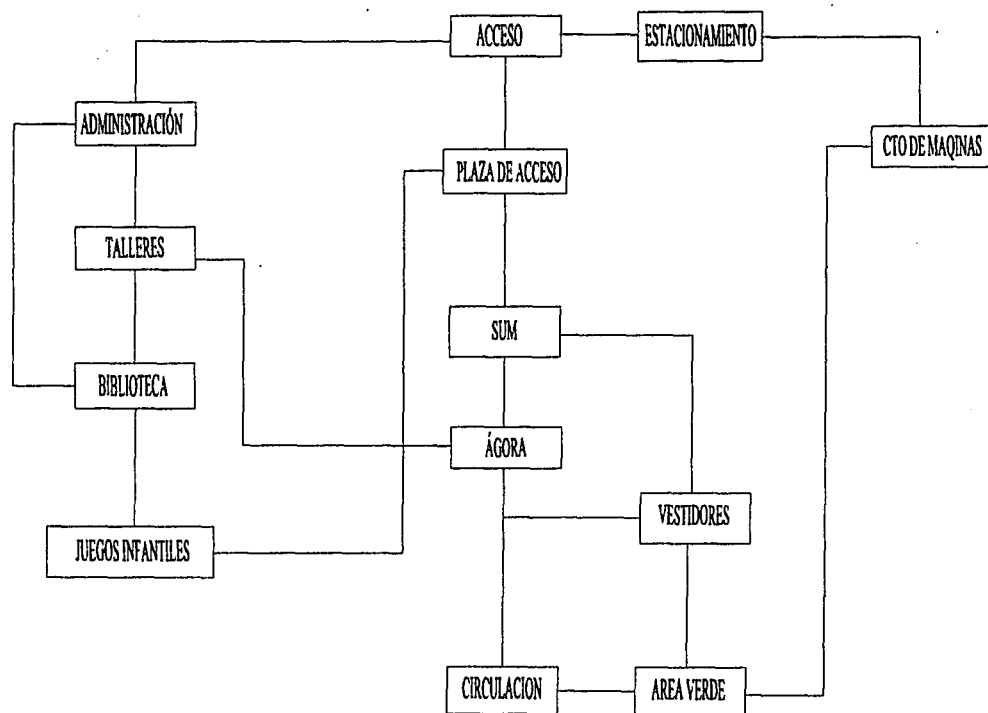 ACCESO
ESTACIONAMIENTO
ADMINISTRACIÓN
CTO DE MAQINAS
PLAZA DE ACCESO
TALLERES
SUM
BIBLIOTECA
ÁGORA
VESTIDORES
JUEGOS INFANTILES
CIRCULACION
AREA VERDE